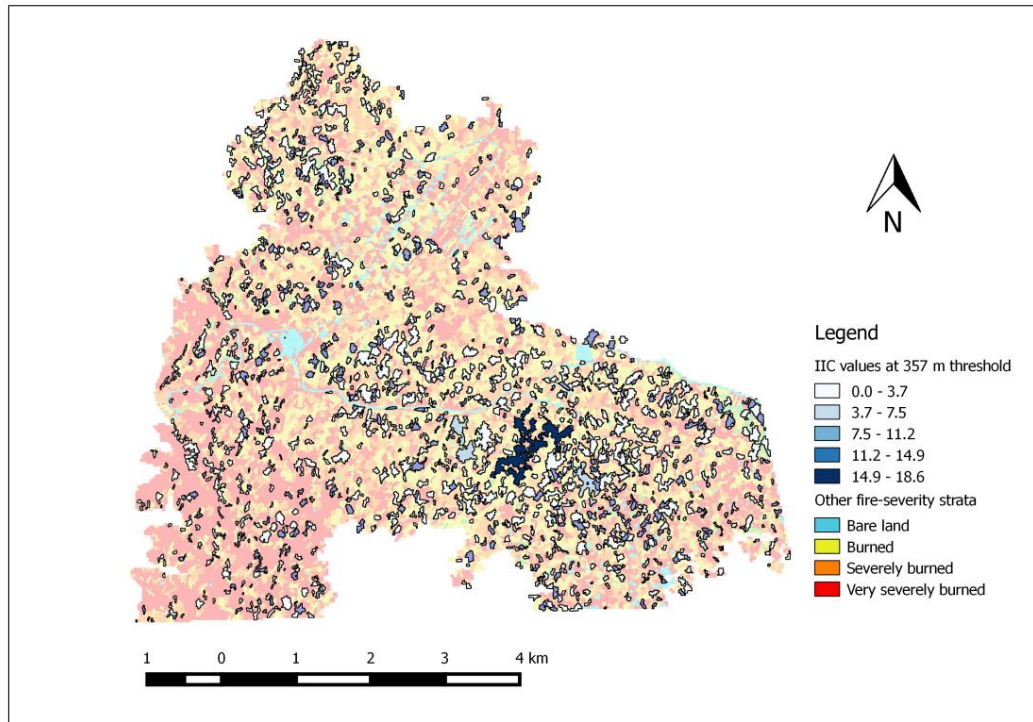 N
Legend
IIC values at 357 m threshold
0.0 - 3.7
3.7 - 7.5
7.5 - 11.2
11.2 - 14.9
14.9 - 18.6
Other fire-severity strata
Bare land
Burned
Severely burned
Very severely burned
1 0 1 2 3 4 km